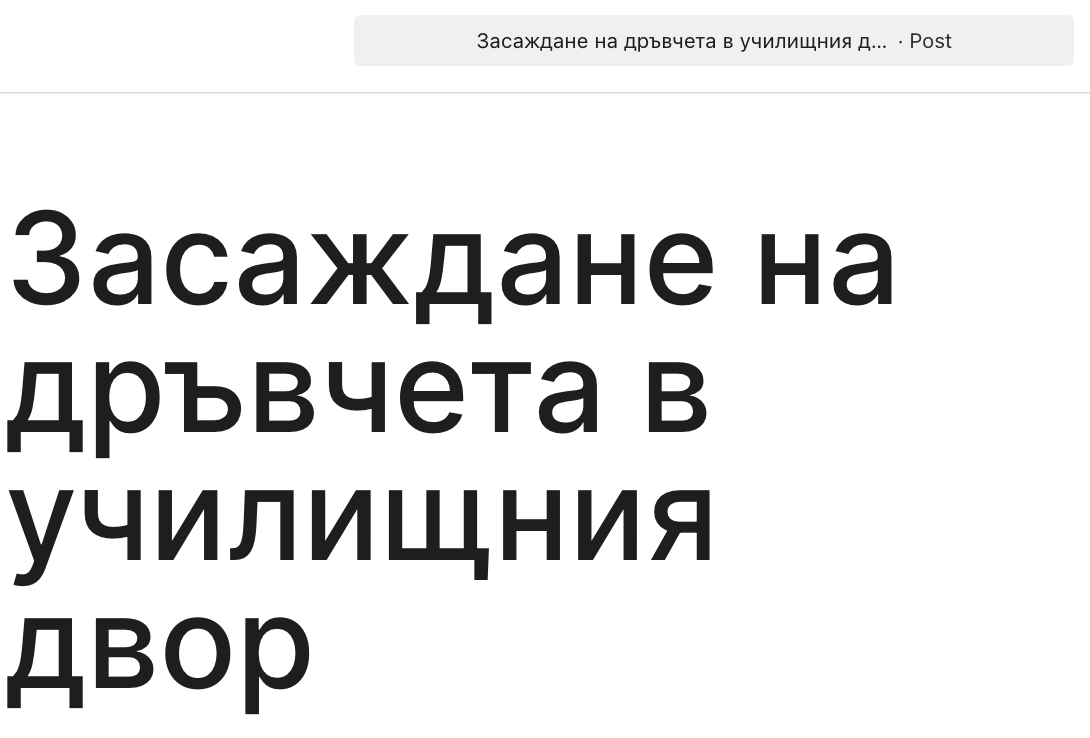 Засаждане на дръвчета в училищния д... · Post
Засаждане на
дръвчета в
училищния
двор